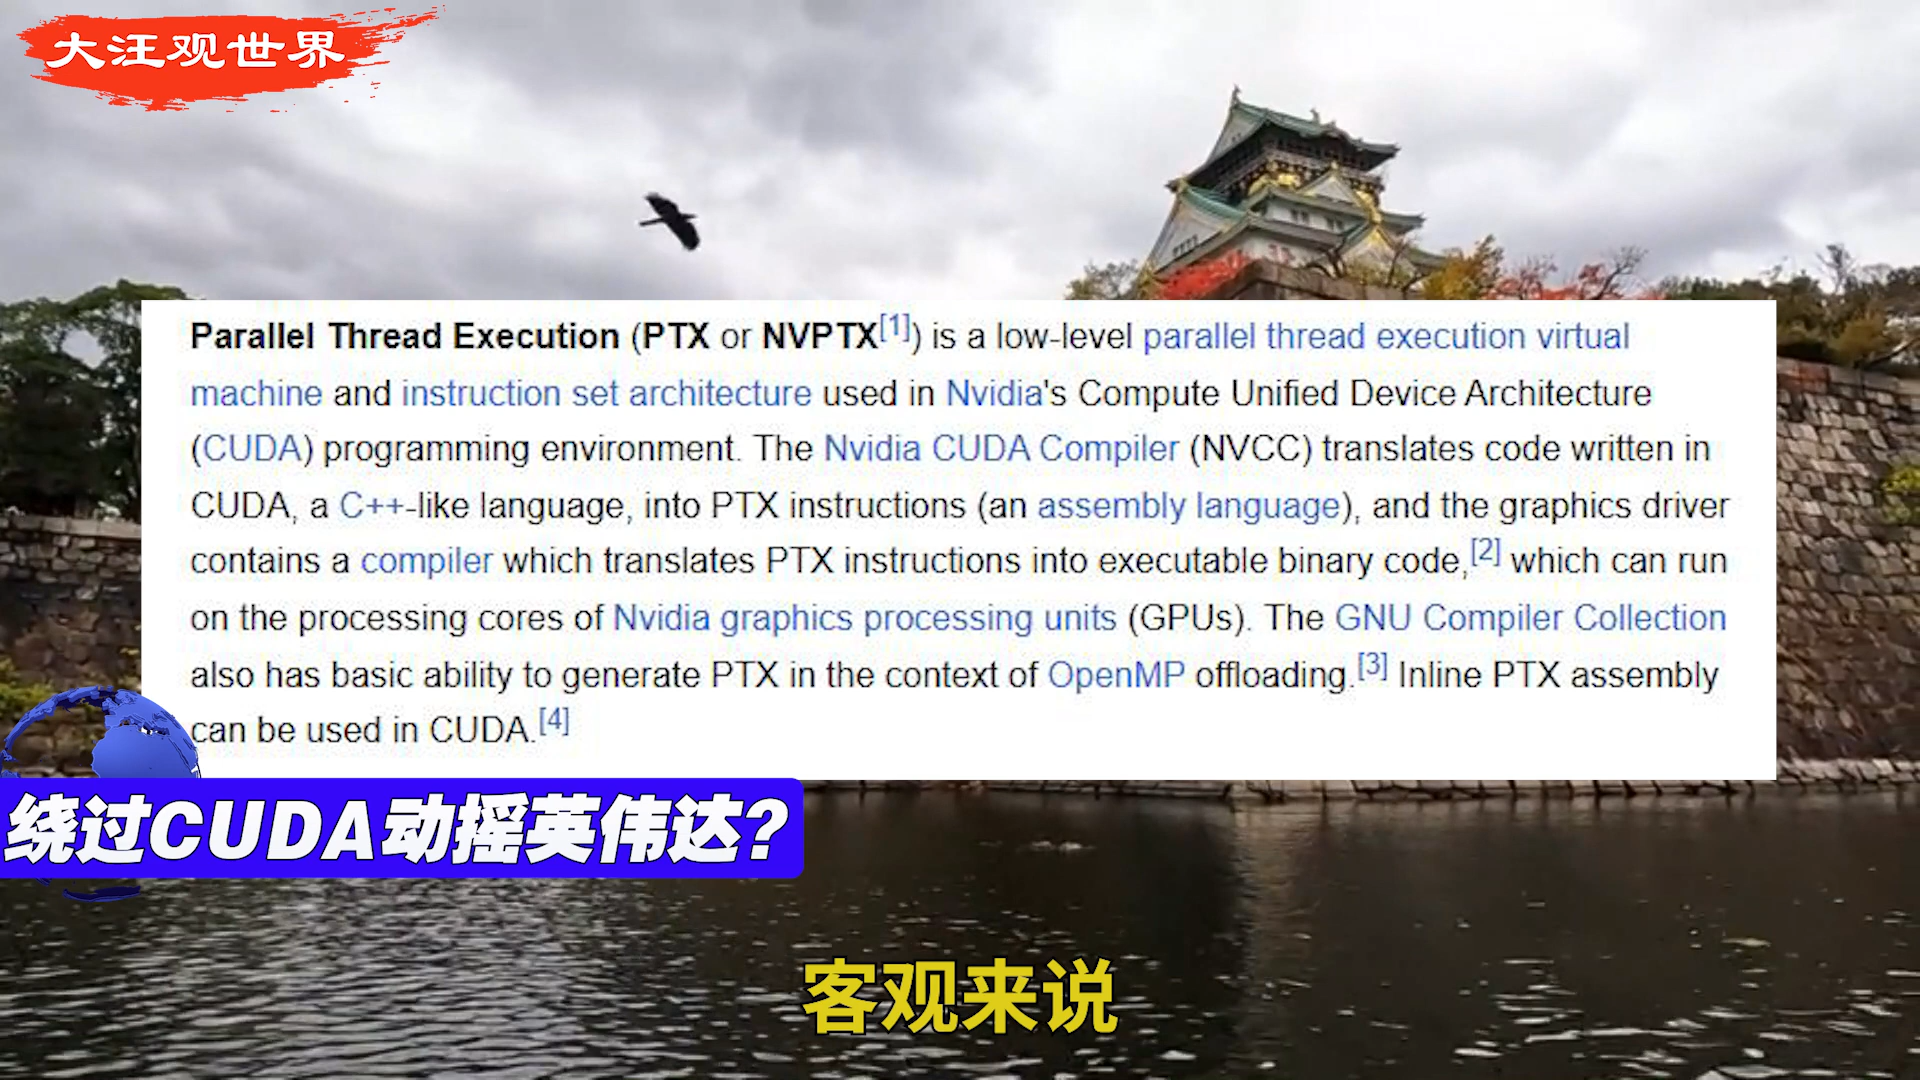 大汪观世界
Parallel Thread Execution (PTX or NVPTX[1]) is a low-level parallel thread execution virtual
machine and instruction set architecture used in Nvidia's Compute Unified Device Architecture
(CUDA) programming environment. The Nvidia CUDA Compiler (NVCC) translates code written in
CUDA, a C++-like language, into PTX instructions (an assembly language), and the graphics driver
contains a compiler which translates PTX instructions into executable binary code,[2] which can run
on the processing cores of Nvidia graphics processing units (GPUs). The GNU Compiler Collection
also has basic ability to generate PTX in the context of OpenMP offloading.[3] Inline PTX assembly
can be used in CUDA.[4]
绕过CUDA动摇英伟达?
客观来说